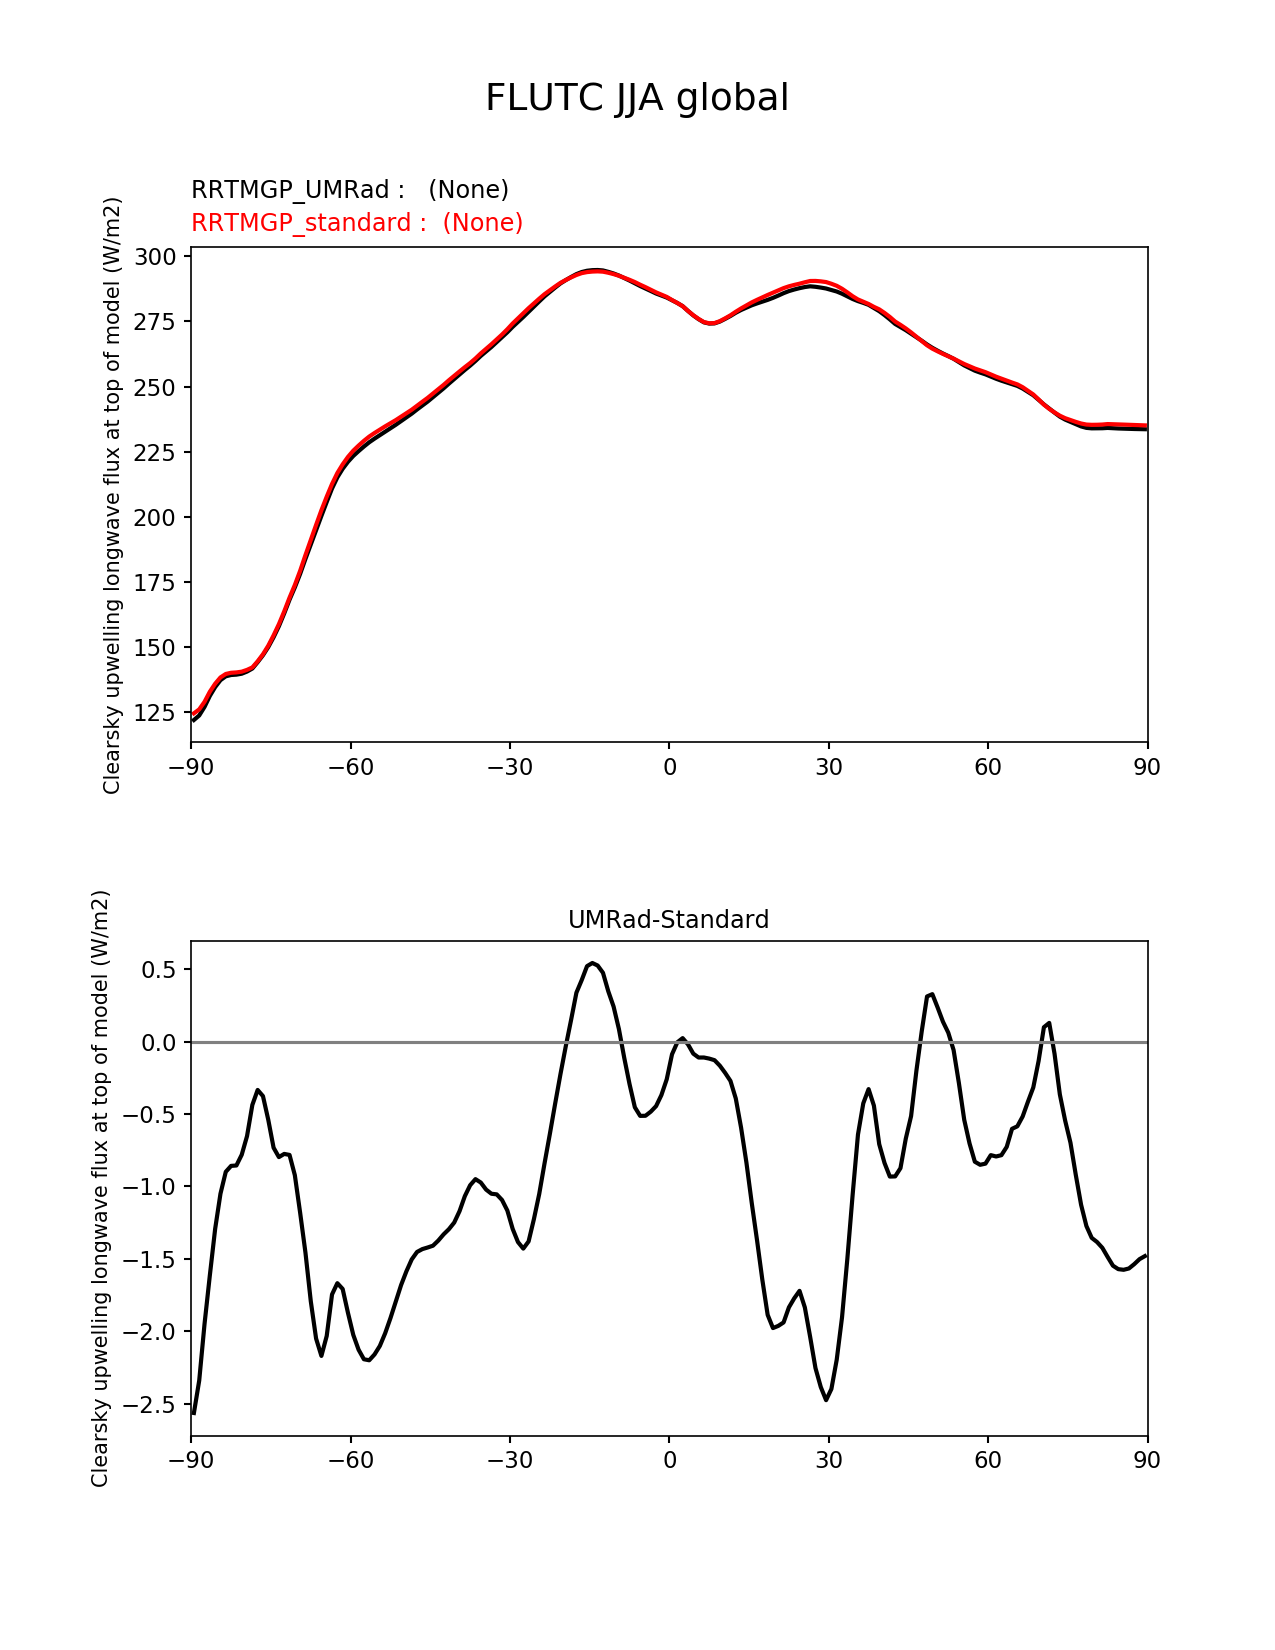 FLUTC JJA global
RRTMGP_UMRad :   (None)
RRTMGP_standard :  (None)
Clearsky upwelling longwave flux at top of model (W/m2)
300
275
250
225
200
175
150
125
−90 −60 −30 0 30 60 90
UMRad-Standard
Clearsky upwelling longwave flux at top of model (W/m2)
0.5
0.0
−0.5
−1.0
−1.5
−2.0
−2.5
−90 −60 −30 0 30 60 90